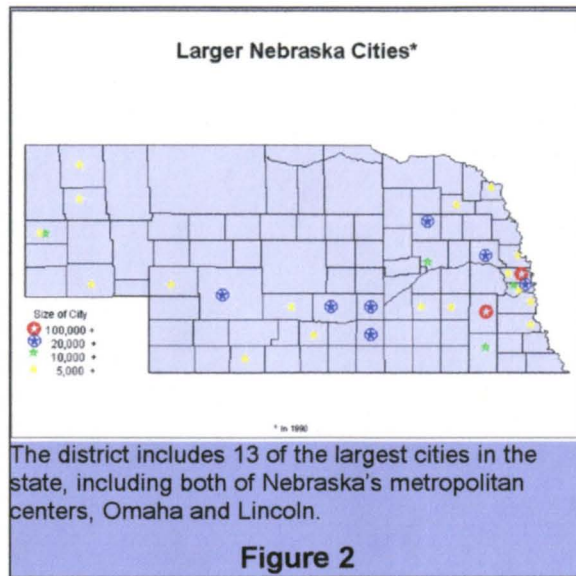 Larger Nebraska Cities*
Size of City
100,000 +
20,000 +
10,000 +
5,000 +
* in 1990
The district includes 13 of the largest cities in the
state, including both of Nebraska's metropolitan
centers, Omaha and Lincoln.
Figure 2